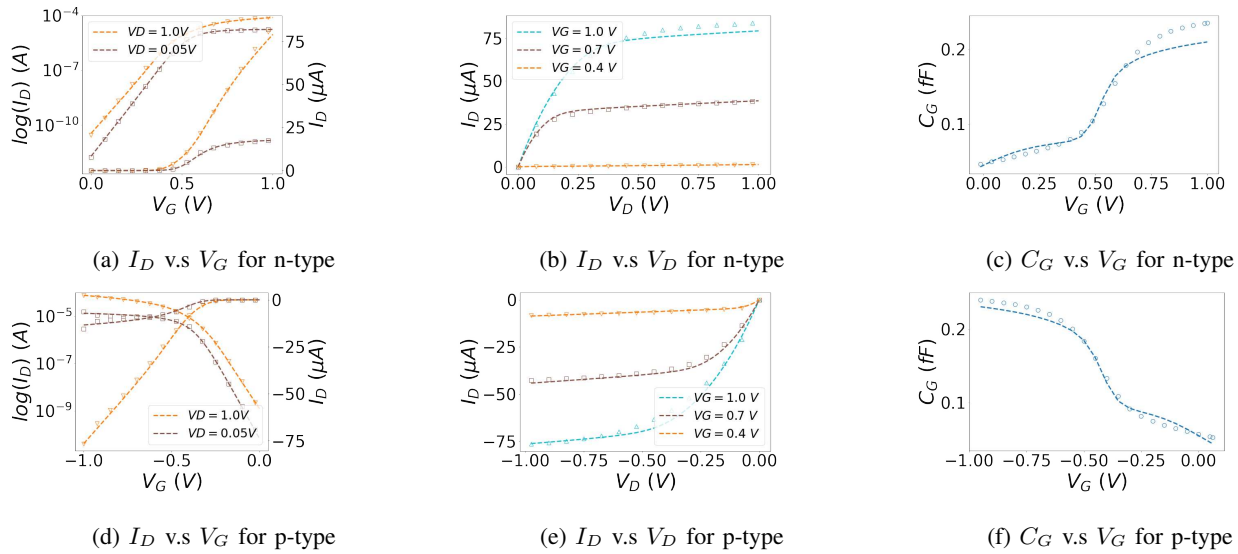 10⁻⁴
10⁻⁷
10⁻¹⁰
log(I_D) (A)
VD = 1.0V
VD = 0.05V
75
50
25
0
I_D (μA)
0.0 0.5 1.0
V_G (V)
(a) I_D v.s V_G for n-type
75
50
25
0
I_D (μA)
VG = 1.0 V
VG = 0.7 V
VG = 0.4 V
0.00 0.25 0.50 0.75 1.00
V_D (V)
(b) I_D v.s V_D for n-type
0.2
0.1
C_G (fF)
0.00 0.25 0.50 0.75 1.00
V_G (V)
(c) C_G v.s V_G for n-type
10⁻⁵
10⁻⁷
10⁻⁹
log(I_D) (A)
VD = 1.0V
VD = 0.05V
0
−25
−50
−75
I_D (μA)
−1.0 −0.5 0.0
V_G (V)
(d) I_D v.s V_G for p-type
0
−25
−50
−75
I_D (μA)
VG = 1.0 V
VG = 0.7 V
VG = 0.4 V
−1.00 −0.75 −0.50 −0.25 0.00
V_D (V)
(e) I_D v.s V_D for p-type
0.2
0.1
C_G (fF)
−1.00 −0.75 −0.50 −0.25 0.00
V_G (V)
(f) C_G v.s V_G for p-type